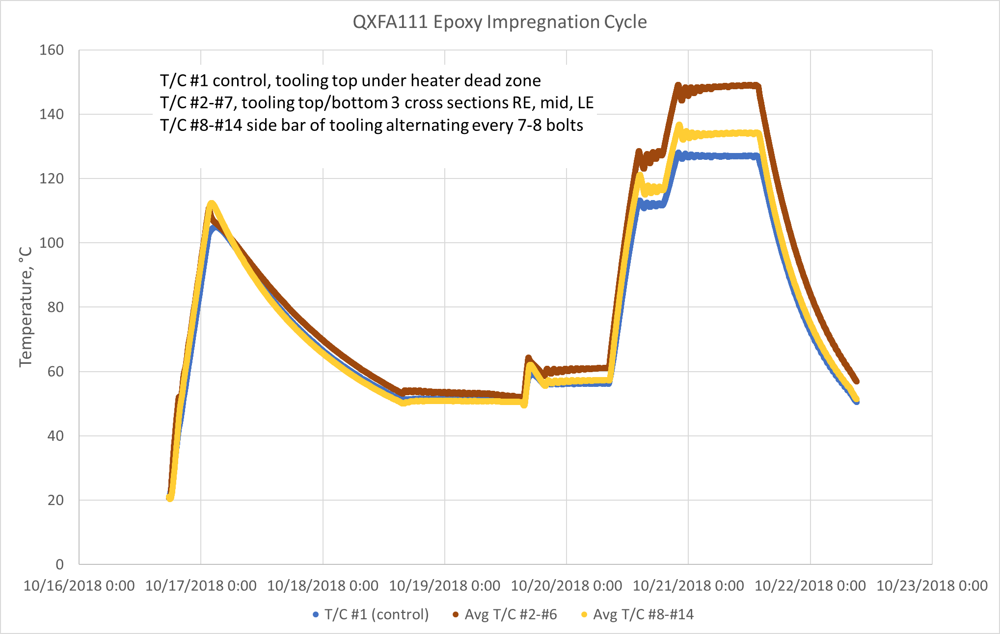 QXFA111 Epoxy Impregnation Cycle
T/C #1 control, tooling top under heater dead zone
T/C #2-#7, tooling top/bottom 3 cross sections RE, mid, LE
T/C #8-#14 side bar of tooling alternating every 7-8 bolts
Temperature, °C
160
140
120
100
80
60
40
20
0
10/16/2018 0:00 10/17/2018 0:00 10/18/2018 0:00 10/19/2018 0:00 10/20/2018 0:00 10/21/2018 0:00 10/22/2018 0:00 10/23/2018 0:00
T/C #1 (control) Avg T/C #2-#6 Avg T/C #8-#14